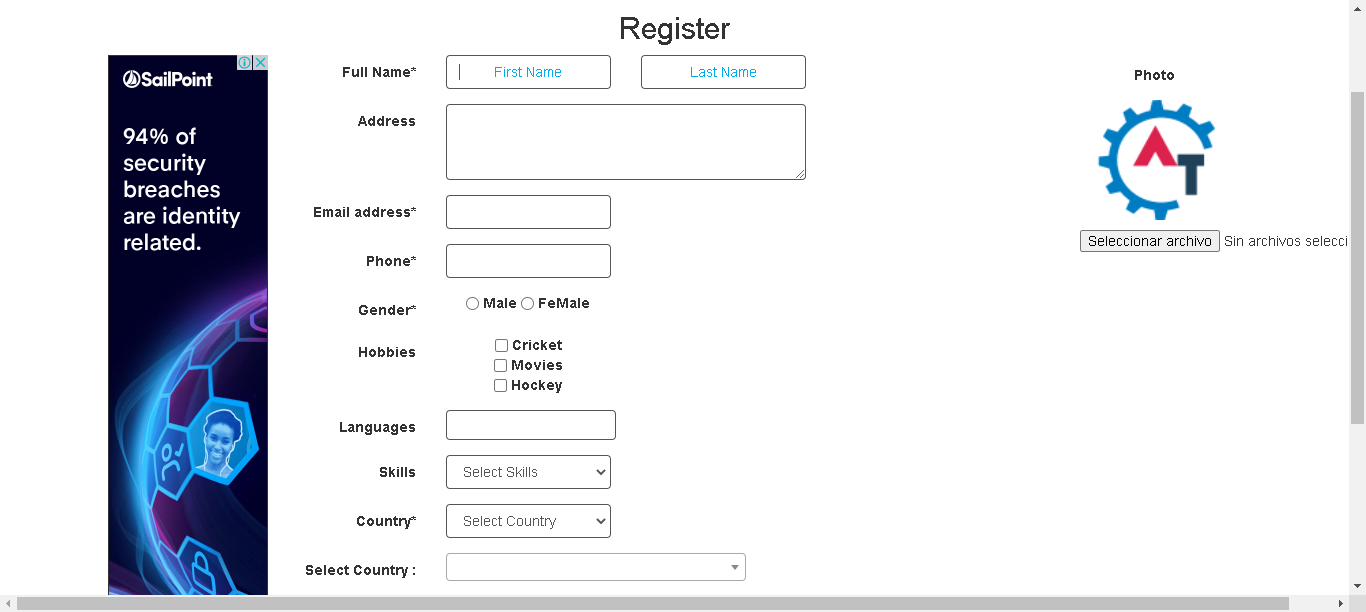 Register
SailPoint
94% of
security
breaches
are identity
related.
Full Name*
First Name
Last Name
Address
Email address*
Phone*
Gender*
Male
FeMale
Hobbies
Cricket
Movies
Hockey
Languages
Skills
Select Skills
Country*
Select Country
Select Country :
Photo
AT
Seleccionar archivo Sin archivos selecci